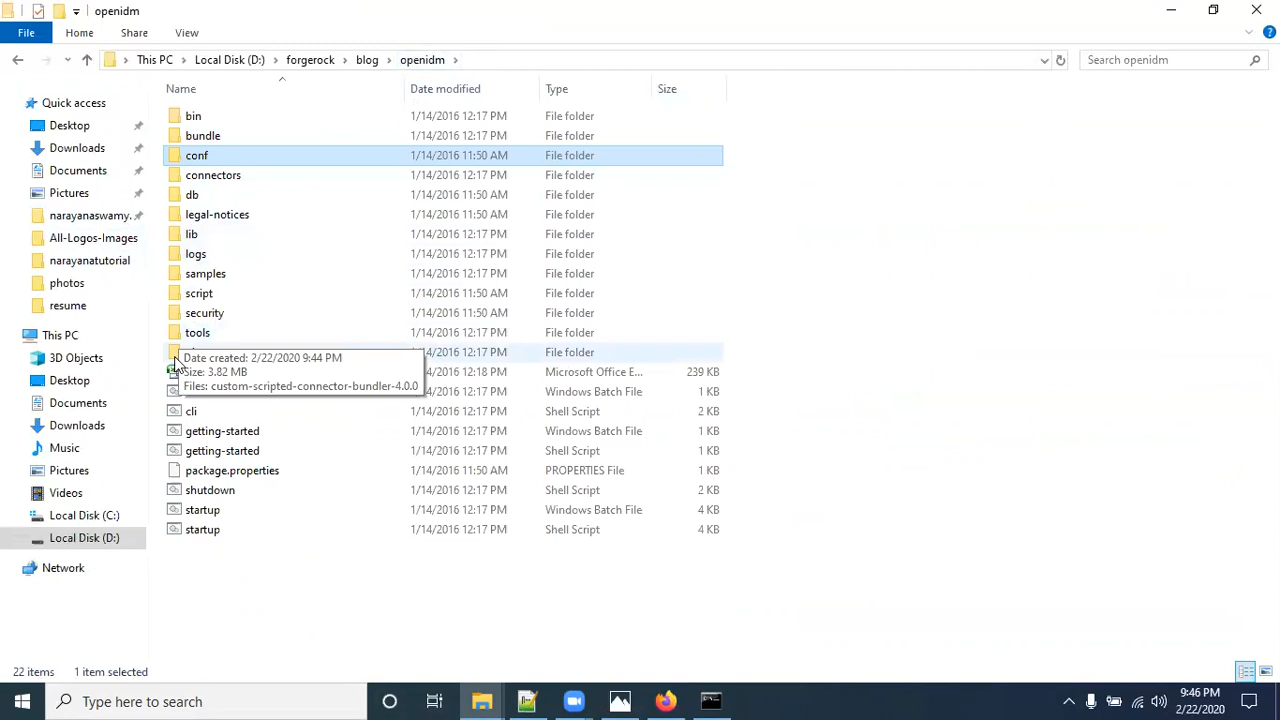 openidm
File Home Share View
This PC Local Disk (D:) forgerock blog openidm Search openidm
Name Date modified Type Size
Quick access
Desktop
Downloads
Documents
Pictures
narayanaswamy.
All-Logos-Images
narayanatutorial
photos
resume
This PC
3D Objects
Desktop
Documents
Downloads
Music
Pictures
Videos
Local Disk (C:)
Local Disk (D:)
Network
bin 1/14/2016 12:17 PM File folder
bundle 1/14/2016 12:17 PM File folder
conf 1/14/2016 11:50 AM File folder
connectors 1/14/2016 12:17 PM File folder
db 1/14/2016 11:50 AM File folder
legal-notices 1/14/2016 11:50 AM File folder
lib 1/14/2016 12:17 PM File folder
logs 1/14/2016 12:17 PM File folder
samples 1/14/2016 12:17 PM File folder
script 1/14/2016 11:50 AM File folder
security 1/14/2016 11:50 AM File folder
tools 1/14/2016 12:17 PM File folder
12:17 PM File folder
12:18 PM Microsoft Office E... 239 KB
Date created: 2/22/2020 9:44 PM
Size: 3.82 MB
Files: custom-scripted-connector-bundler-4.0.0
1/14/2016 12:17 PM Windows Batch File 1 KB
cli 1/14/2016 12:17 PM Shell Script 2 KB
getting-started 1/14/2016 12:17 PM Windows Batch File 1 KB
getting-started 1/14/2016 12:17 PM Shell Script 1 KB
package.properties 1/14/2016 11:50 AM PROPERTIES File 1 KB
shutdown 1/14/2016 12:17 PM Shell Script 2 KB
startup 1/14/2016 12:17 PM Windows Batch File 4 KB
startup 1/14/2016 12:17 PM Shell Script 4 KB
22 items 1 item selected
Type here to search
9:46 PM
2/22/2020